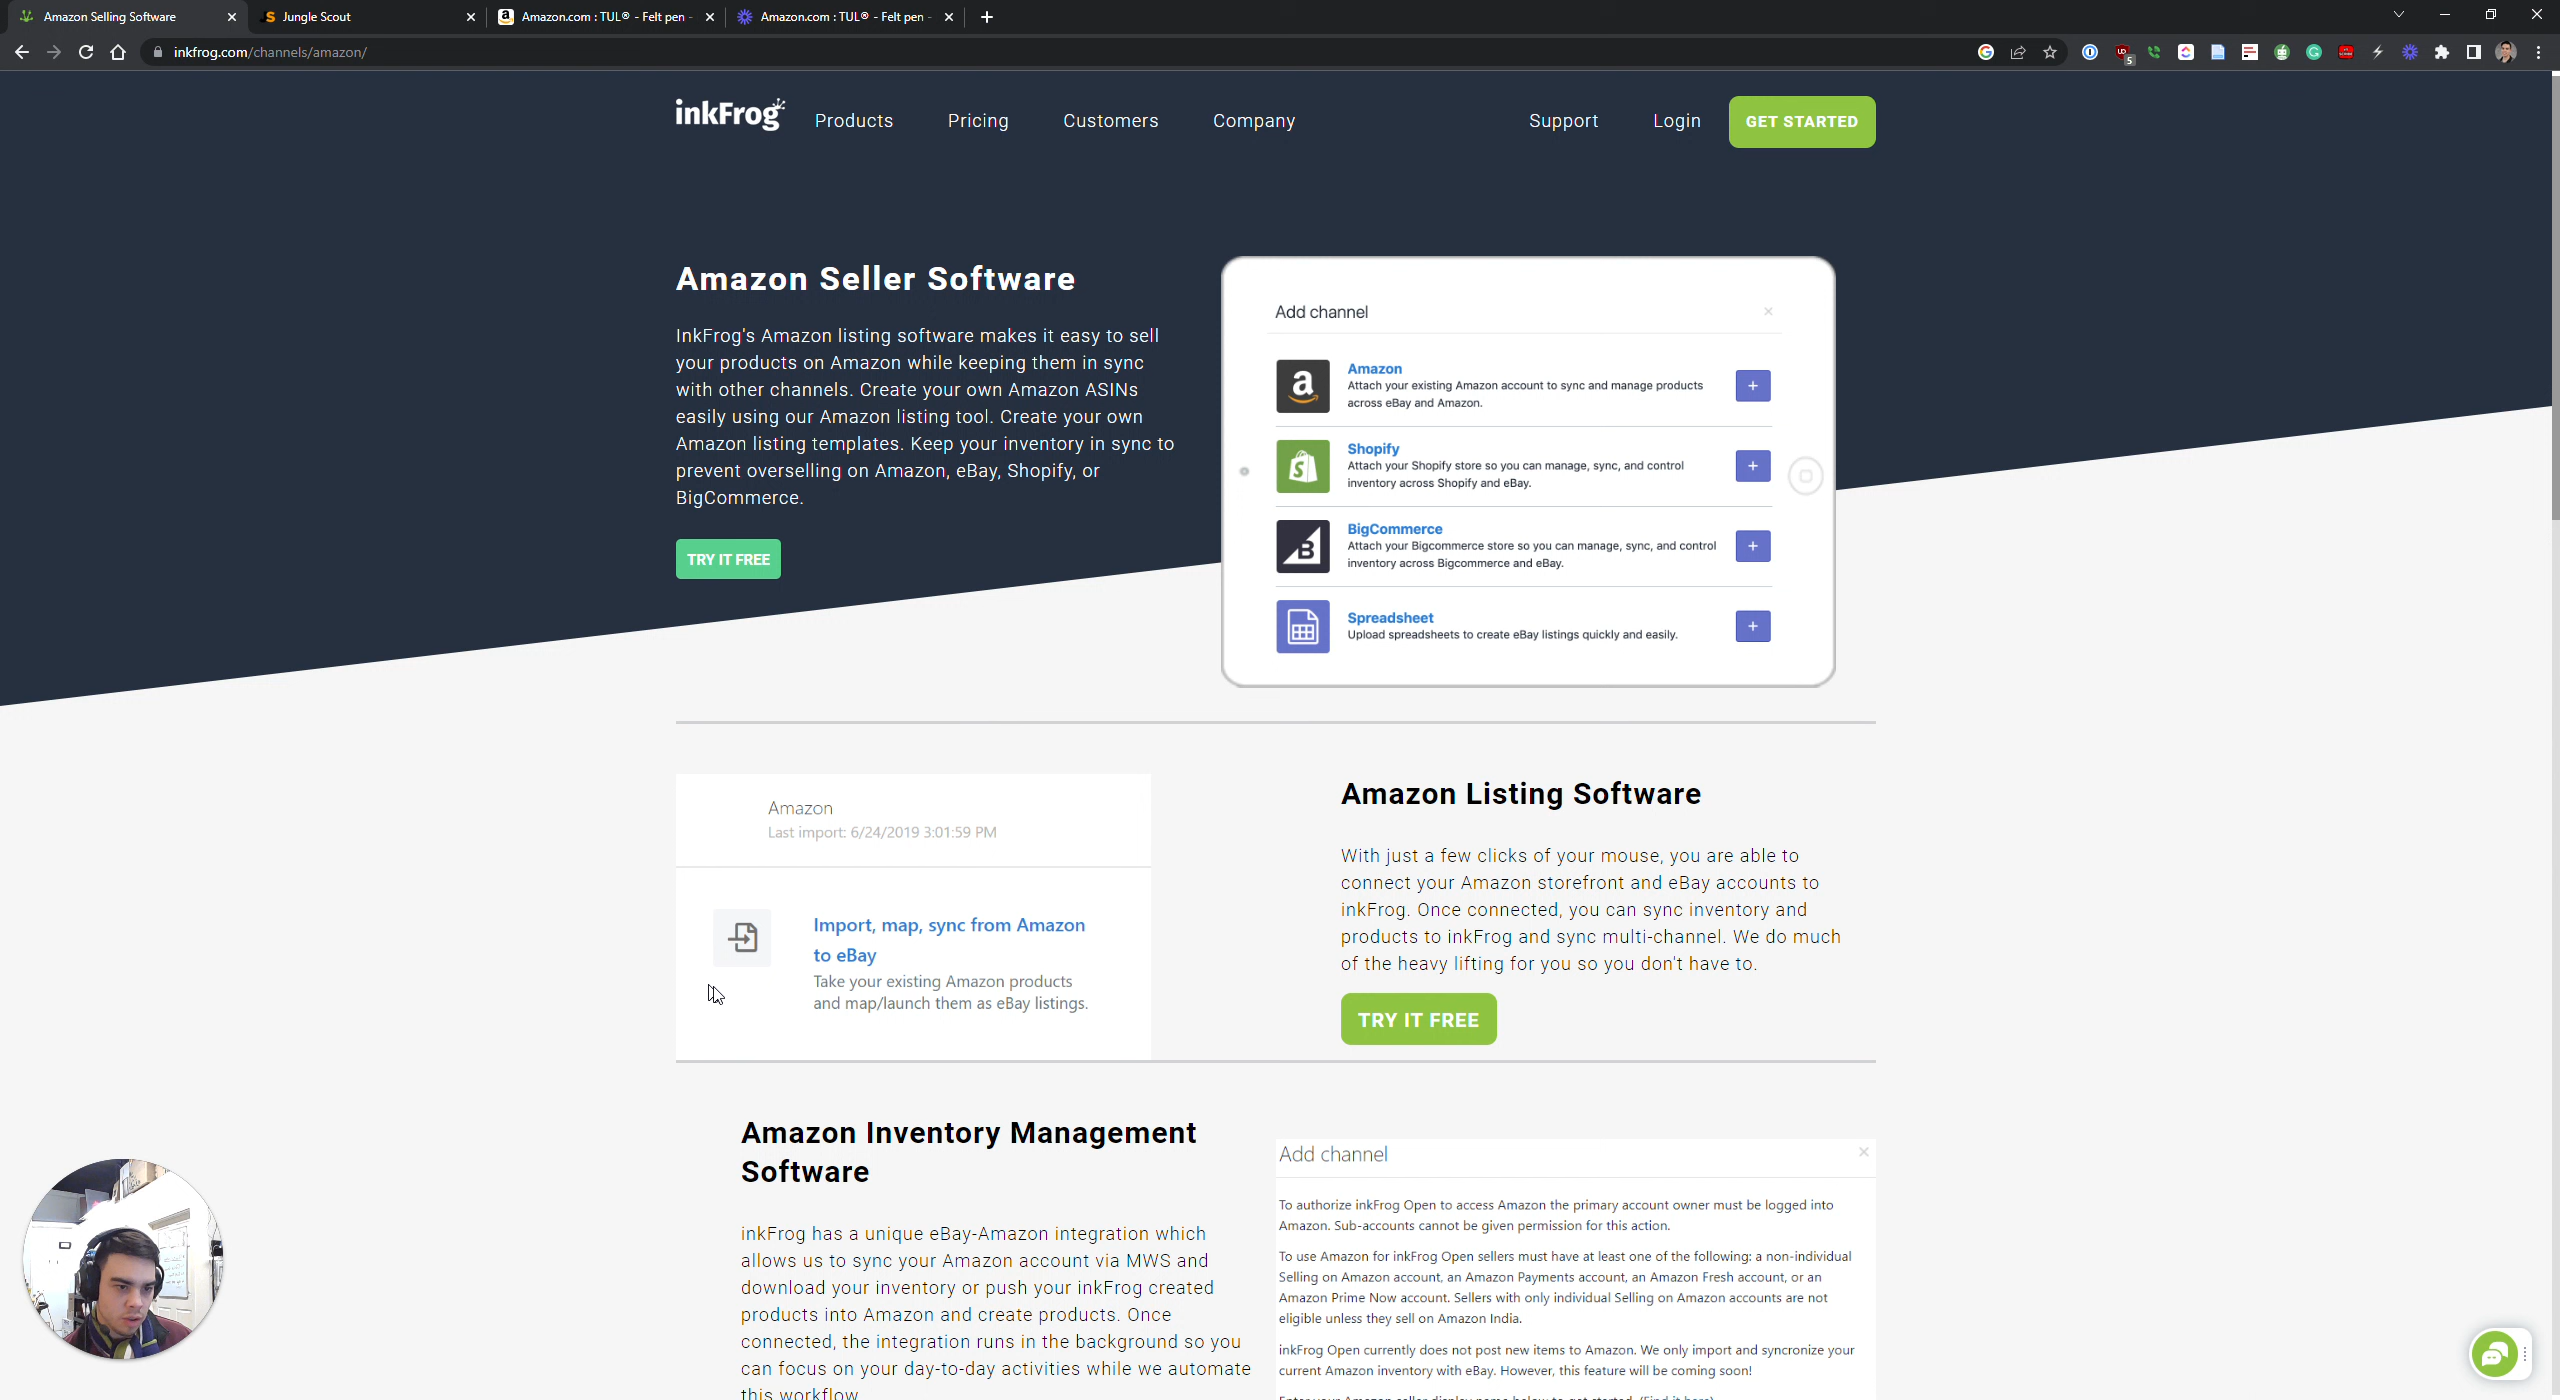 Amazon Selling Software
Jungle Scout
Amazon.com : TUL® - Felt pen -
Amazon.com : TUL® - Felt pen -
inkfrog.com/channels/amazon/
5
inkFrog
Products
Pricing
Customers
Company
Support
Login
GET STARTED
Amazon Seller Software
InkFrog's Amazon listing software makes it easy to sell
your products on Amazon while keeping them in sync
with other channels. Create your own Amazon ASINs
easily using our Amazon listing tool. Create your own
Amazon listing templates. Keep your inventory in sync to
prevent overselling on Amazon, eBay, Shopify, or
BigCommerce.
TRY IT FREE
Add channel
Amazon
Attach your existing Amazon account to sync and manage products
across eBay and Amazon.
Shopify
Attach your Shopify store so you can manage, sync, and control
inventory across Shopify and eBay.
BigCommerce
Attach your Bigcommerce store so you can manage, sync, and control
inventory across Bigcommerce and eBay.
Spreadsheet
Upload spreadsheets to create eBay listings quickly and easily.
Amazon
Last import: 6/24/2019 3:01:59 PM
Import, map, sync from Amazon
to eBay
Take your existing Amazon products
and map/launch them as eBay listings.
Amazon Listing Software
With just a few clicks of your mouse, you are able to
connect your Amazon storefront and eBay accounts to
inkFrog. Once connected, you can sync inventory and
products to inkFrog and sync multi-channel. We do much
of the heavy lifting for you so you don't have to.
TRY IT FREE
Amazon Inventory Management
Software
inkFrog has a unique eBay-Amazon integration which
allows us to sync your Amazon account via MWS and
download your inventory or push your inkFrog created
products into Amazon and create products. Once
connected, the integration runs in the background so you
can focus on your day-to-day activities while we automate
this workflow
Add channel
To authorize inkFrog Open to access Amazon the primary account owner must be logged into
Amazon. Sub-accounts cannot be given permission for this action.
To use Amazon for inkFrog Open sellers must have at least one of the following: a non-individual
Selling on Amazon account, an Amazon Payments account, an Amazon Fresh account, or an
Amazon Prime Now account. Sellers with only individual Selling on Amazon accounts are not
eligible unless they sell on Amazon India.
inkFrog Open currently does not post new items to Amazon. We only import and syncronize your
current Amazon inventory with eBay. However, this feature will be coming soon!
Enter your Amazon seller display name below to get started. (Find it here)